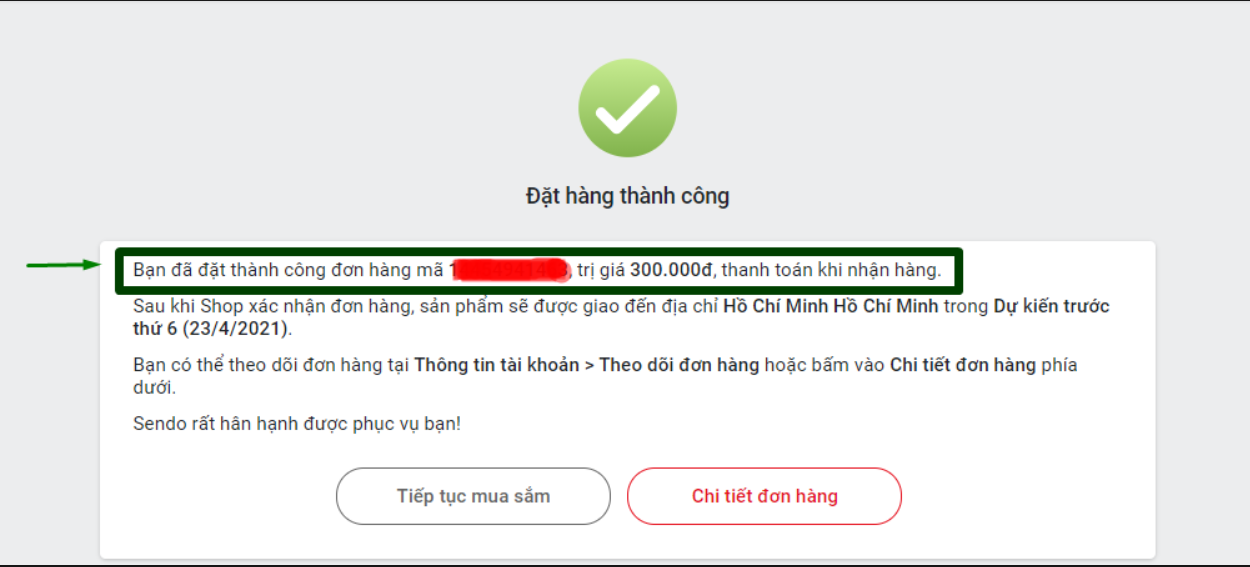 Đặt hàng thành công
Bạn đã đặt thành công đơn hàng mã , trị giá 300.000đ, thanh toán khi nhận hàng.
Sau khi Shop xác nhận đơn hàng, sản phẩm sẽ được giao đến địa chỉ Hồ Chí Minh Hồ Chí Minh trong Dự kiến trước
thứ 6 (23/4/2021).
Bạn có thể theo dõi đơn hàng tại Thông tin tài khoản > Theo dõi đơn hàng hoặc bấm vào Chi tiết đơn hàng phía
dưới.
Sendo rất hân hạnh được phục vụ bạn!
Tiếp tục mua sắm
Chi tiết đơn hàng